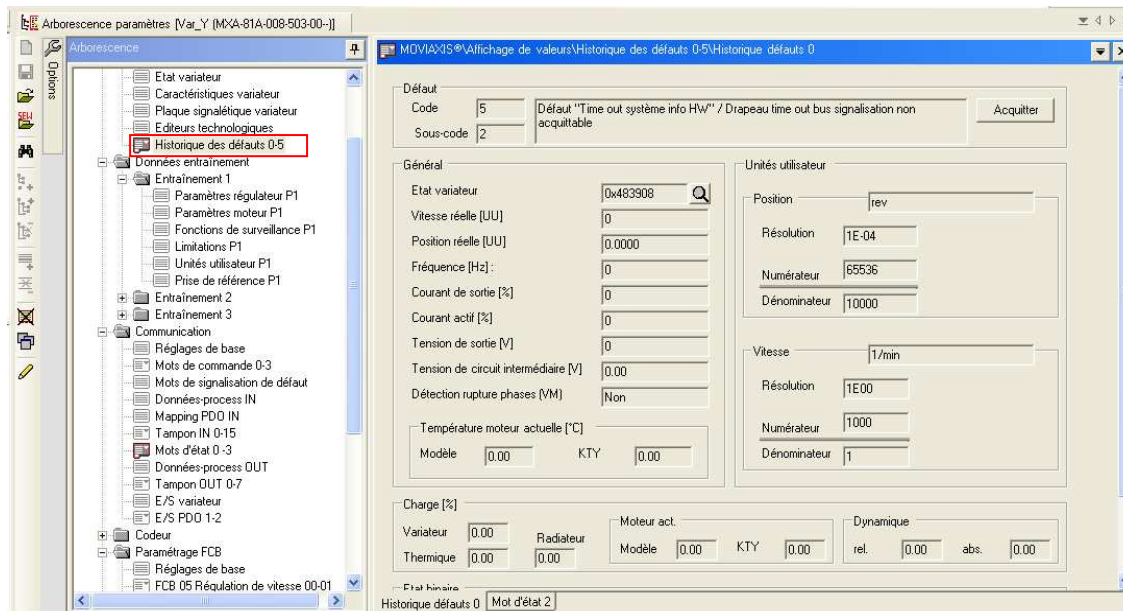 Arborescence paramètres [Var_Y (MXA-81A-008-503-00--)]
Options
Arborescence
Etat variateur
Caractéristiques variateur
Plaque signalétique variateur
Editeurs technologiques
Historique des défauts 0-5
Données entraînement
Entraînement 1
Paramètres régulateur P1
Paramètres moteur P1
Fonctions de surveillance P1
Limitations P1
Unités utilisateur P1
Prise de référence P1
Entraînement 2
Entraînement 3
Communication
Réglages de base
Mots de commande 0-3
Mots de signalisation de défaut
Données-process IN
Mapping PDO IN
Tampon IN 0-15
Mots d'état 0 -3
Données-process OUT
Tampon OUT 0-7
E/S variateur
E/S PDO 1-2
Codeur
Paramétrage FCB
Réglages de base
FCB 05 Régulation de vitesse 00-01
MOVIAXIS®\Affichage de valeurs\Historique des défauts 0-5\Historique défauts 0
Défaut
Code 5
Sous-code 2
Défaut "Time out système info HW" / Drapeau time out bus signalisation non
acquittable
Acquitter
Général
Etat variateur 0x483908
Vitesse réelle [UU] 0
Position réelle [UU] 0.0000
Fréquence [Hz] : 0
Courant de sortie [%] 0
Courant actif [%] 0
Tension de sortie [V] 0
Tension de circuit intermédiaire [V] 0.00
Détection rupture phases (VM) Non
Température moteur actuelle [°C]
Modèle 0.00 KTY 0.00
Unités utilisateur
Position rev
Résolution 1E-04
Numérateur 65536
Dénominateur 10000
Vitesse 1/min
Résolution 1E00
Numérateur 1000
Dénominateur 1
Charge [%]
Variateur 0.00
Thermique 0.00
Radiateur
0.00
Moteur act.
Modèle 0.00 KTY 0.00
Dynamique
rel. 0.00 abs. 0.00
Etat binaire
Historique défauts 0 Mot d'état 2